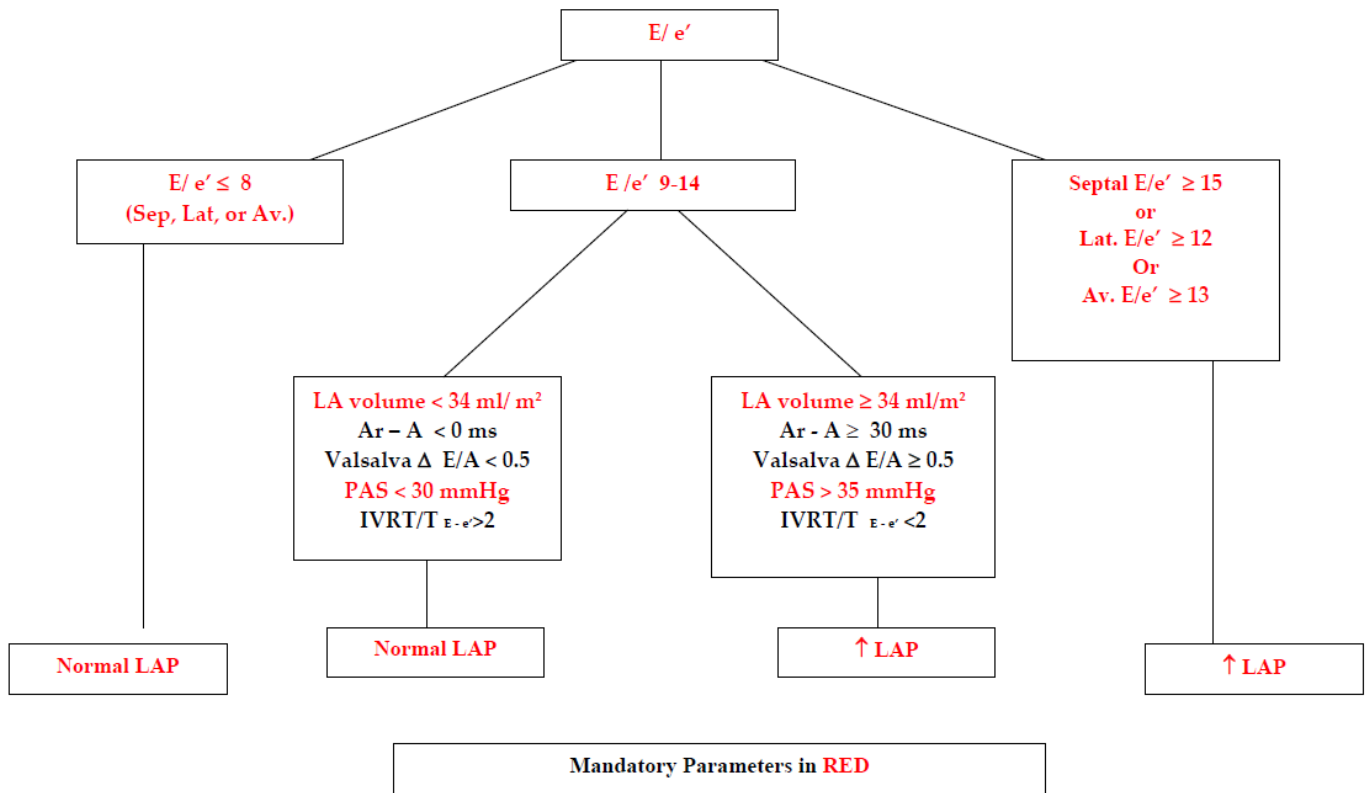 E/ e′
E/ e′ ≤ 8
(Sep, Lat, or Av.)
E /e′ 9-14
Septal E/e′ ≥ 15
or
Lat. E/e′ ≥ 12
Or
Av. E/e′ ≥ 13
LA volume < 34 ml/ m²
Ar – A < 0 ms
Valsalva Δ E/A < 0.5
PAS < 30 mmHg
IVRT/T E - e′>2
LA volume ≥ 34 ml/m²
Ar - A ≥ 30 ms
Valsalva Δ E/A ≥ 0.5
PAS > 35 mmHg
IVRT/T E - e′ <2
Normal LAP
Normal LAP
↑ LAP
↑ LAP
Mandatory Parameters in RED